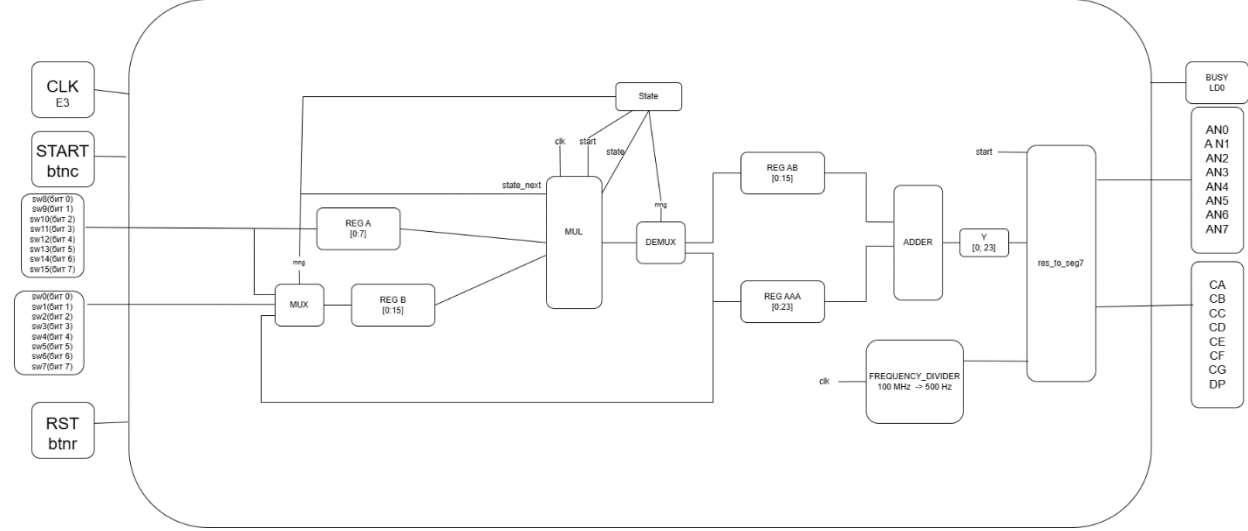 CLK
E3
START
btnc
sw8(бит 0)
sw9(бит 1)
sw10(бит 2)
sw11(бит 3)
sw12(бит 4)
sw13(бит 5)
sw14(бит 6)
sw15(бит 7)
sw0(бит 0)
sw1(бит 1)
sw2(бит 2)
sw3(бит 3)
sw4(бит 4)
sw5(бит 5)
sw6(бит 6)
sw7(бит 7)
RST
btnr
State
clk
start
state
state_next
mng
mng
REG A
[0:7]
MUX
REG B
[0:15]
MUL
DEMUX
REG AB
[0:15]
REG AAA
[0:23]
ADDER
Y
[0; 23]
start
res_to_seg7
clk
FREQUENCY_DIVIDER
100 MHz -> 500 Hz
BUSY
LD0
AN0
A N1
AN2
AN3
AN4
AN5
AN6
AN7
CA
CB
CC
CD
CE
CF
CG
DP